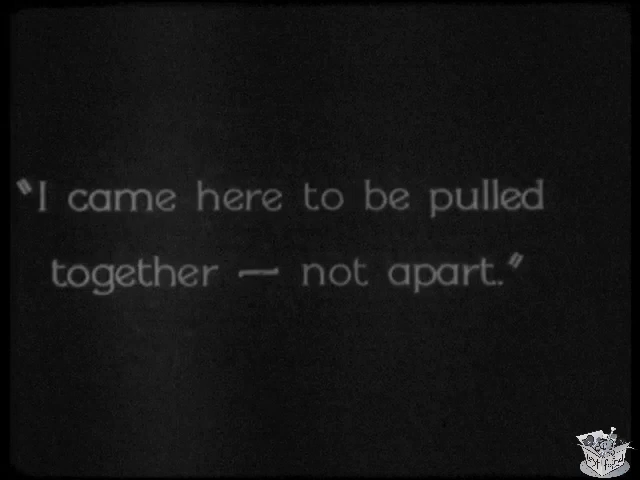 "I came here to be pulled
together — not apart."